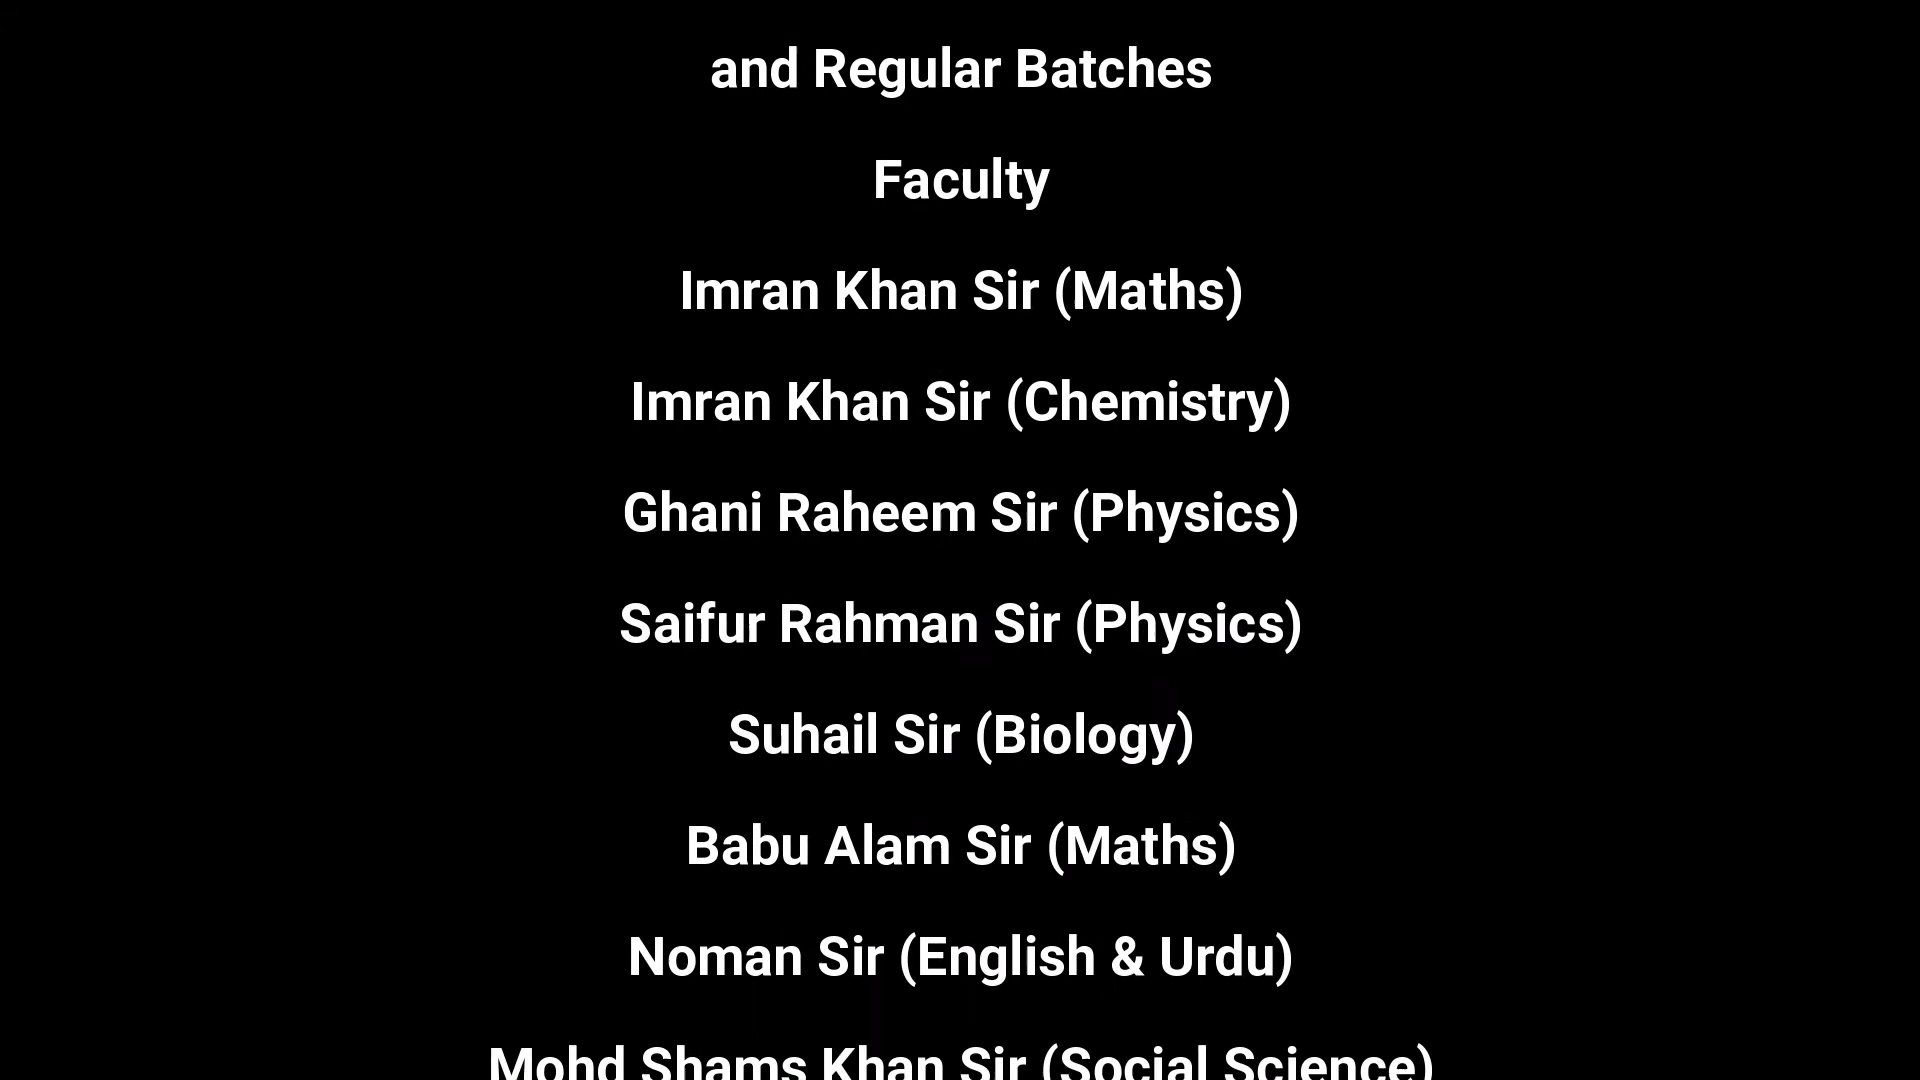 and Regular Batches
Faculty
Imran Khan Sir (Maths)
Imran Khan Sir (Chemistry)
Ghani Raheem Sir (Physics)
Saifur Rahman Sir (Physics)
Suhail Sir (Biology)
Babu Alam Sir (Maths)
Noman Sir (English & Urdu)
Mohd Shams Khan Sir (Social Science)